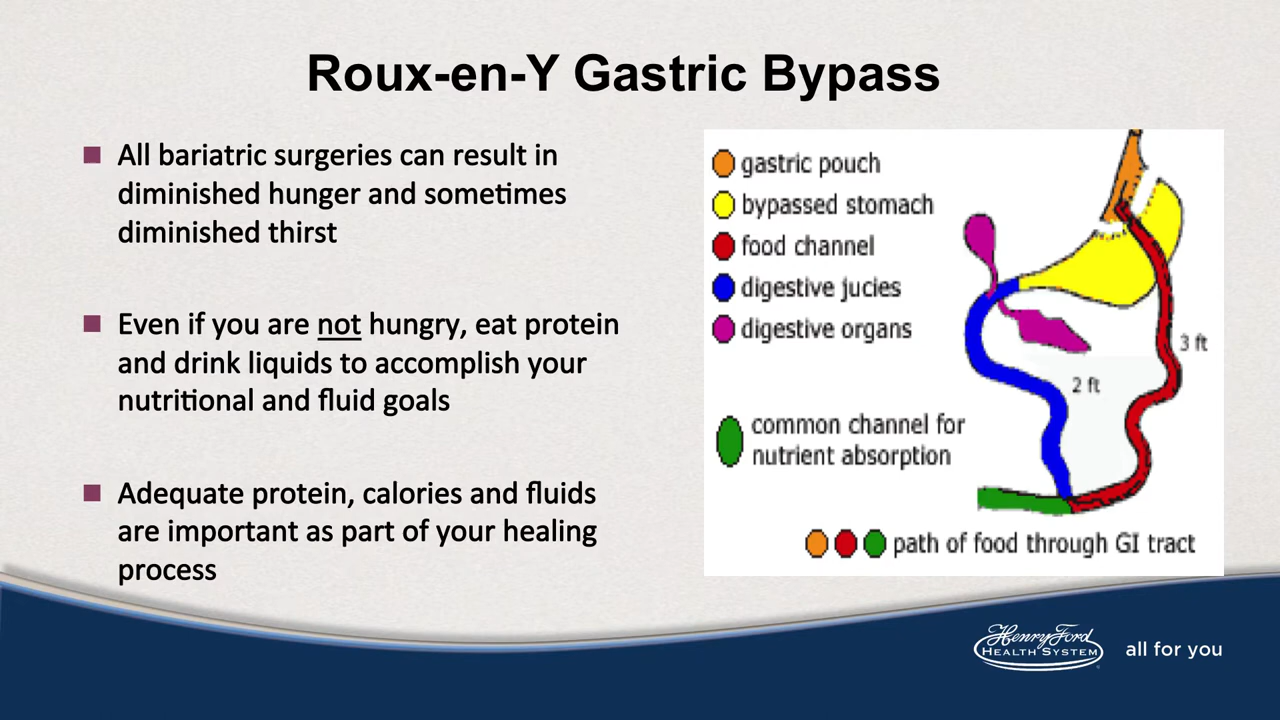 Roux-en-Y Gastric Bypass
All bariatric surgeries can result in
diminished hunger and sometimes
diminished thirst
Even if you are not hungry, eat protein
and drink liquids to accomplish your
nutritional and fluid goals
Adequate protein, calories and fluids
are important as part of your healing
process
gastric pouch
bypassed stomach
food channel
digestive jucies
digestive organs
3 ft
2 ft
common channel for
nutrient absorption
path of food through GI tract
Henry Ford
HEALTH SYSTEM
all for you